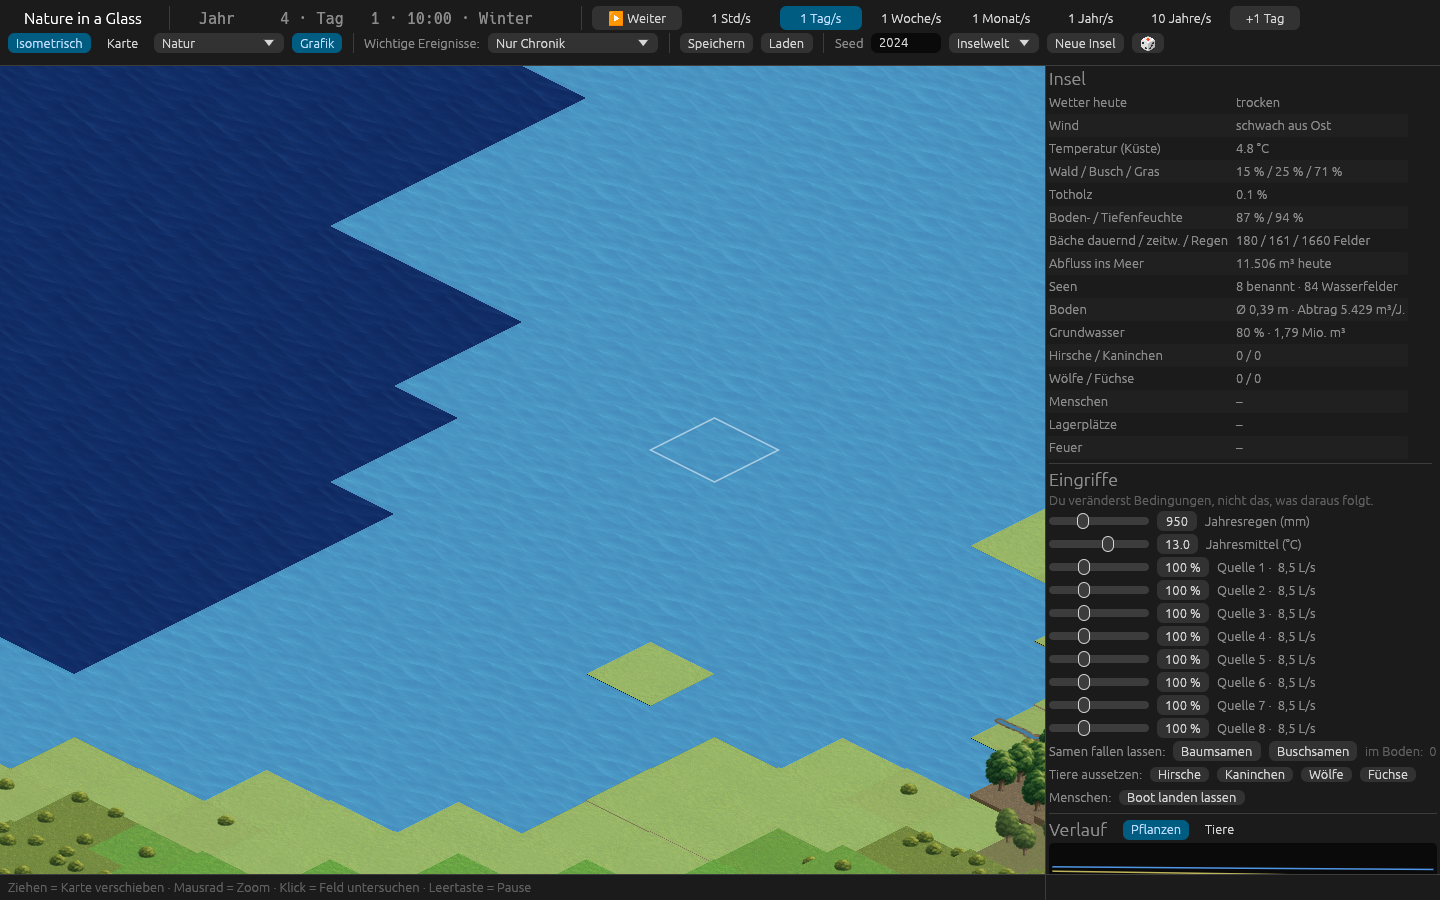 Nature in a Glass Jahr 4 · Tag 1 · 10:00 · Winter Weiter 1 Std/s 1 Tag/s 1 Woche/s 1 Monat/s 1 Jahr/s 10 Jahre/s +1 Tag
Isometrisch Karte Natur Grafik Wichtige Ereignisse: Nur Chronik Speichern Laden Seed 2024 Inselwelt Neue Insel
Insel
Wetter heute trocken
Wind schwach aus Ost
Temperatur (Küste) 4.8 °C
Wald / Busch / Gras 15 % / 25 % / 71 %
Totholz 0.1 %
Boden- / Tiefenfeuchte 87 % / 94 %
Bäche dauernd / zeitw. / Regen 180 / 161 / 1660 Felder
Abfluss ins Meer 11.506 m³ heute
Seen 8 benannt · 84 Wasserfelder
Boden Ø 0,39 m · Abtrag 5.429 m³/J.
Grundwasser 80 % · 1,79 Mio. m³
Hirsche / Kaninchen 0 / 0
Wölfe / Füchse 0 / 0
Menschen –
Lagerplätze –
Feuer –
Eingriffe
Du veränderst Bedingungen, nicht das, was daraus folgt.
950 Jahresregen (mm)
13.0 Jahresmittel (°C)
100 % Quelle 1 · 8,5 L/s
100 % Quelle 2 · 8,5 L/s
100 % Quelle 3 · 8,5 L/s
100 % Quelle 4 · 8,5 L/s
100 % Quelle 5 · 8,5 L/s
100 % Quelle 6 · 8,5 L/s
100 % Quelle 7 · 8,5 L/s
100 % Quelle 8 · 8,5 L/s
Samen fallen lassen: Baumsamen Buschsamen im Boden: 0
Tiere aussetzen: Hirsche Kaninchen Wölfe Füchse
Menschen: Boot landen lassen
Verlauf Pflanzen Tiere
Ziehen = Karte verschieben · Mausrad = Zoom · Klick = Feld untersuchen · Leertaste = Pause